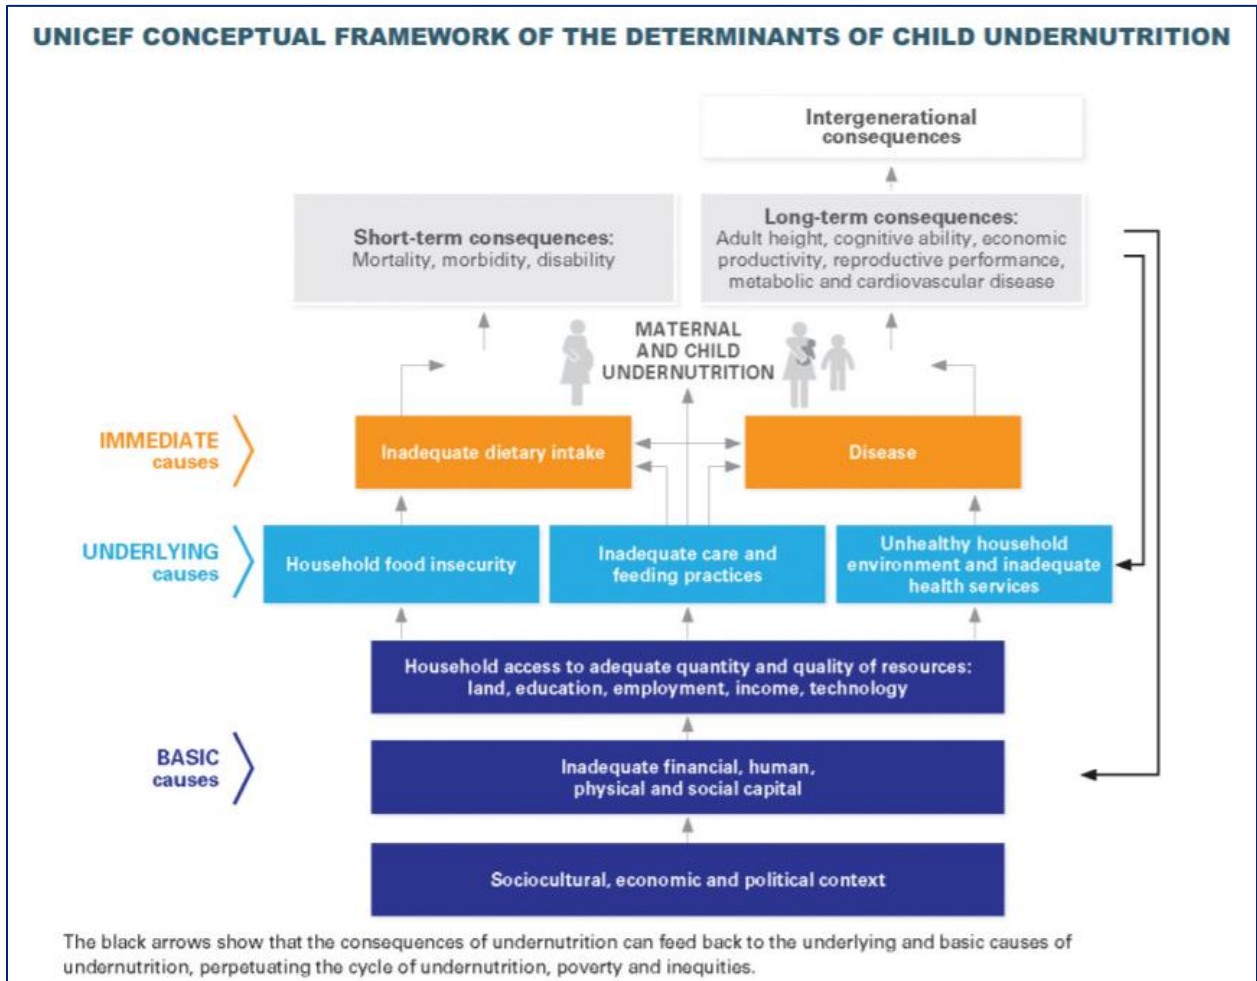 UNICEF CONCEPTUAL FRAMEWORK OF THE DETERMINANTS OF CHILD UNDERNUTRITION
Intergenerational
consequences
Short-term consequences:
Mortality, morbidity, disability
Long-term consequences:
Adult height, cognitive ability, economic
productivity, reproductive performance,
metabolic and cardiovascular disease
MATERNAL
AND CHILD
UNDERNUTRITION
IMMEDIATE
causes
Inadequate dietary intake
Disease
UNDERLYING
causes
Household food insecurity
Inadequate care and
feeding practices
Unhealthy household
environment and inadequate
health services
Household access to adequate quantity and quality of resources:
land, education, employment, income, technology
BASIC
causes
Inadequate financial, human,
physical and social capital
Sociocultural, economic and political context
The black arrows show that the consequences of undernutrition can feed back to the underlying and basic causes of
undernutrition, perpetuating the cycle of undernutrition, poverty and inequities.